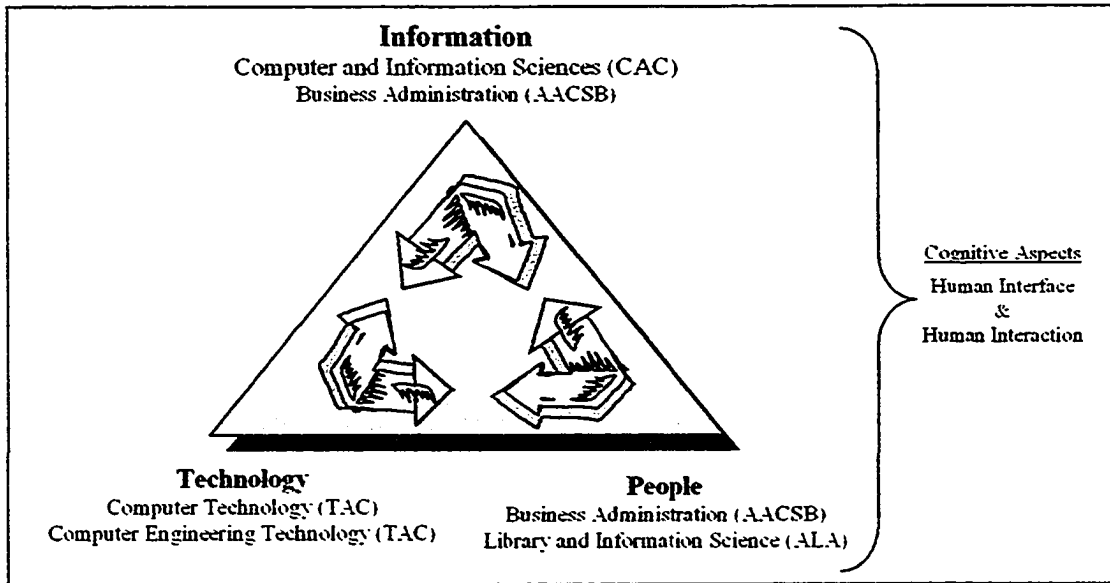 Information
Computer and Information Sciences (CAC)
Business Administration (AACSB)
Cognitive Aspects
Human Interface
&
Human Interaction
Technology
Computer Technology (TAC)
Computer Engineering Technology (TAC)
People
Business Administration (AACSB)
Library and Information Science (ALA)